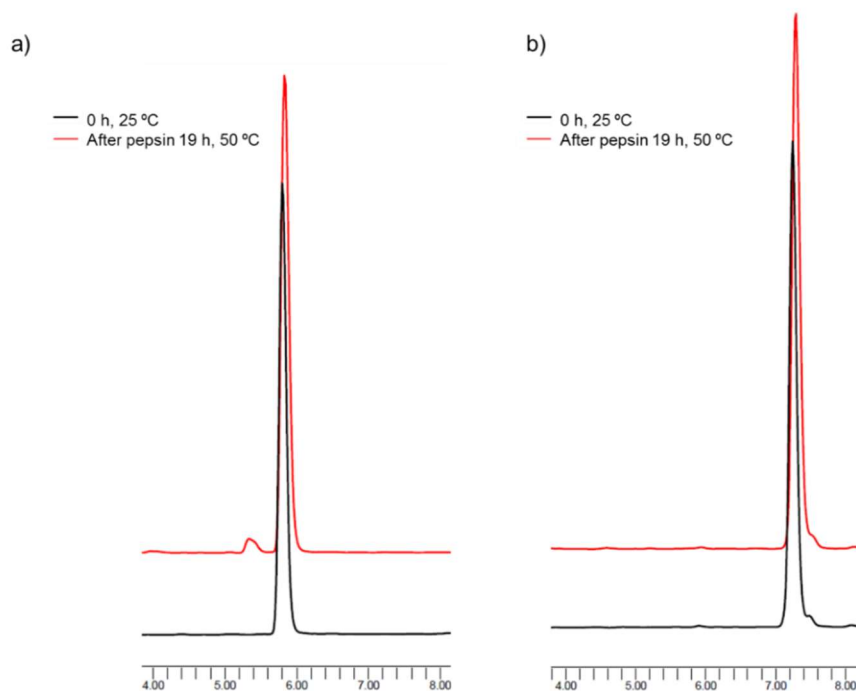 a)
0 h, 25 ºC
After pepsin 19 h, 50 ºC
4.00 5.00 6.00 7.00 8.00
b)
0 h, 25 ºC
After pepsin 19 h, 50 ºC
4.00 5.00 6.00 7.00 8.00